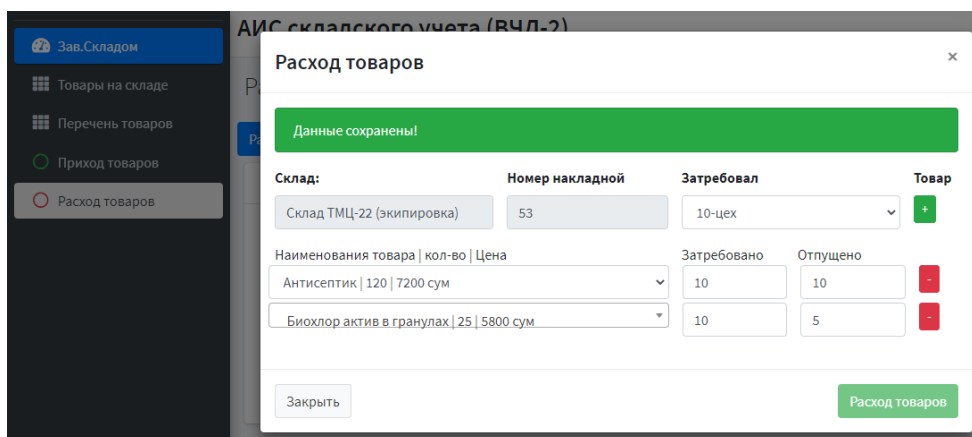 АИС складского учета (ВЧД-2)
Зав.Складом
Товары на складе
Перечень товаров
Приход товаров
Расход товаров
Расход товаров
×
Данные сохранены!
Склад: Номер накладной Затребовал Товар
Склад ТМЦ-22 (экипировка) 53 10-цех +
Наименования товара | кол-во | Цена Затребовано Отпущено
Антисептик | 120 | 7200 сум 10 10 -
Биохлор актив в гранулах | 25 | 5800 сум 10 5 -
Закрыть Расход товаров